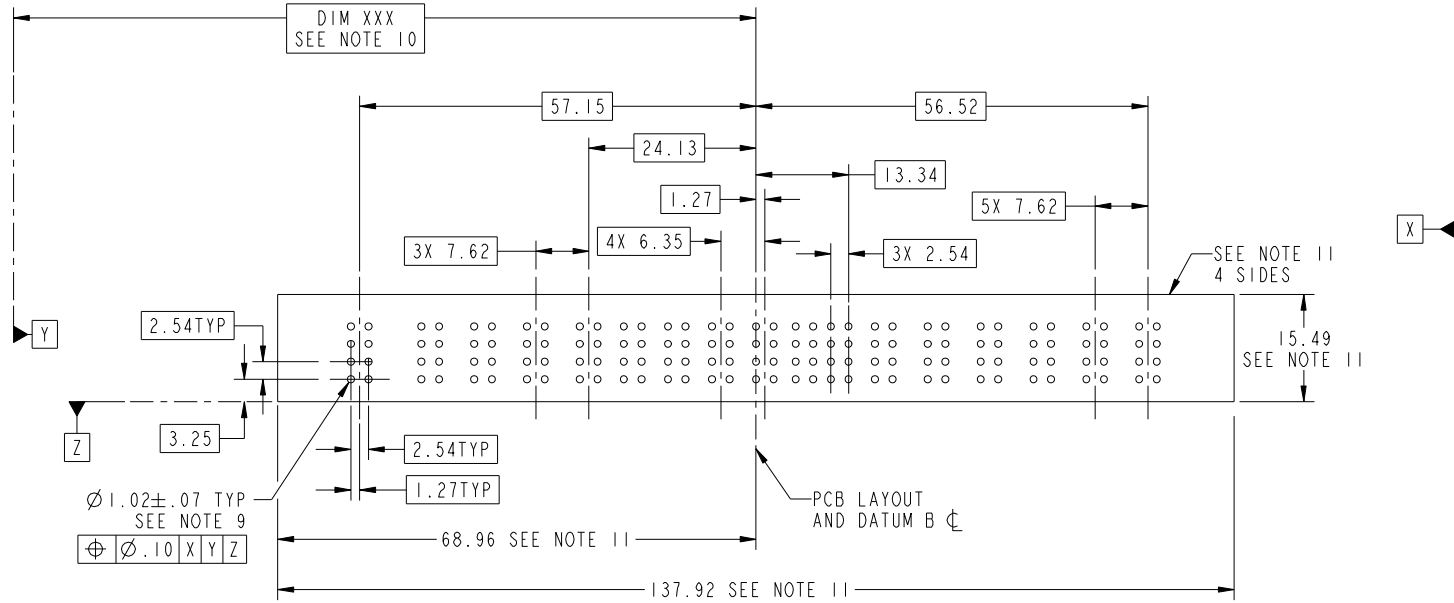 DIM XXX
SEE NOTE 10
57.15
56.52
24.13
13.34
1.27
5X 7.62
3X 7.62
4X 6.35
3X 2.54
X
SEE NOTE 11
4 SIDES
2.54TYP
Y
15.49
SEE NOTE 11
3.25
Z
2.54TYP
1.27TYP
Ø1.02±.07 TYP
SEE NOTE 9
⌖ Ø.10 X Y Z
PCB LAYOUT
AND DATUM B ℄
68.96 SEE NOTE 11
137.92 SEE NOTE 11